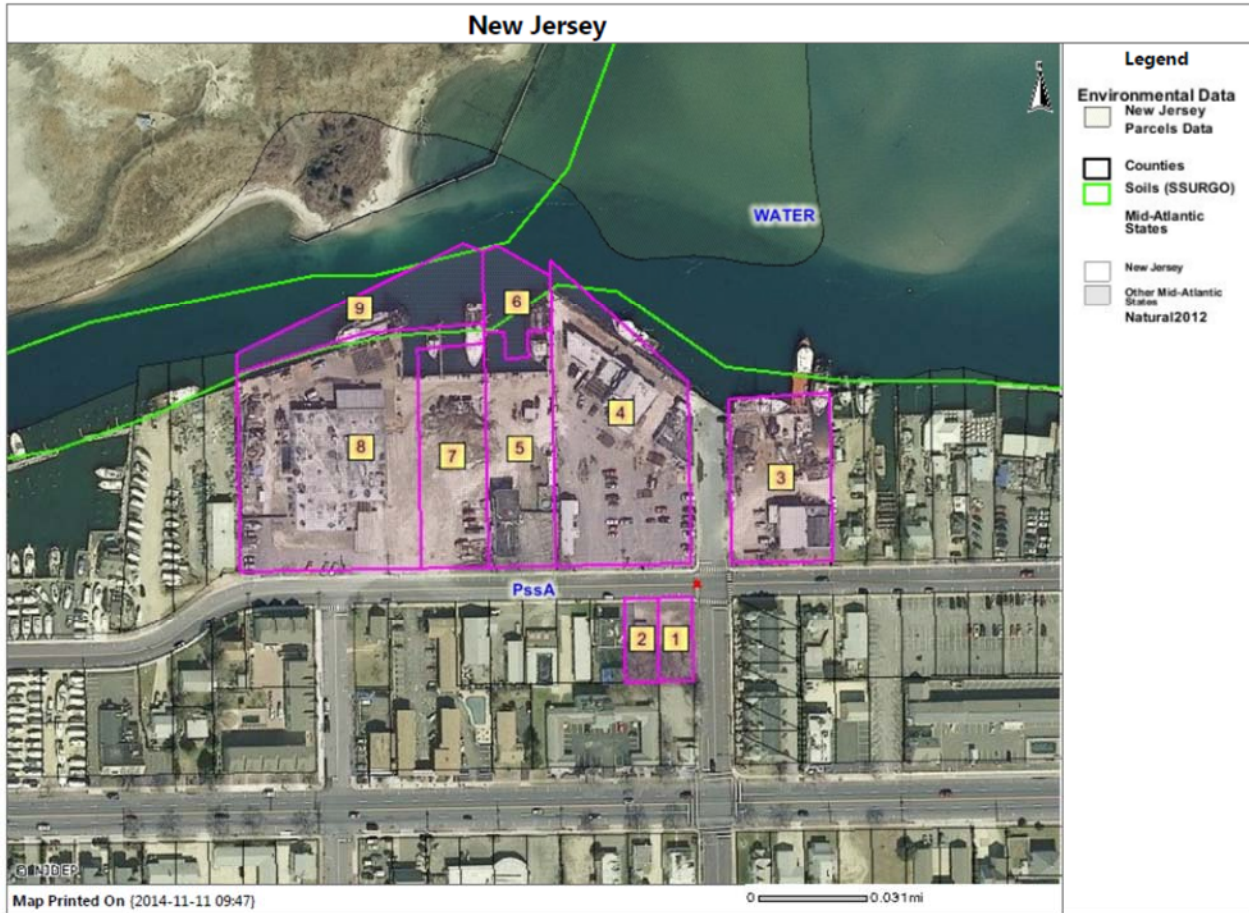 New Jersey
Legend
Environmental Data
New Jersey
Parcels Data
Counties
Soils (SSURGO)
Mid-Atlantic
States
New Jersey
Other Mid-Atlantic
States
Natural2012
WATER
9
6
4
8
7
5
3
PssA
2
1
© NJDEP
Map Printed On {2014-11-11 09:47}
0
0.031mi